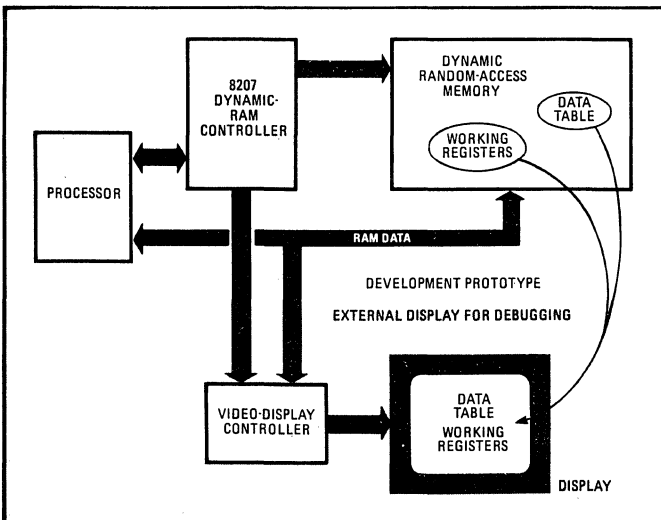 8207
DYNAMIC-
RAM
CONTROLLER
DYNAMIC
RANDOM-ACCESS
MEMORY
DATA
TABLE
WORKING
REGISTERS
PROCESSOR
RAM DATA
DEVELOPMENT PROTOTYPE
EXTERNAL DISPLAY FOR DEBUGGING
VIDEO-DISPLAY
CONTROLLER
DATA
TABLE
WORKING
REGISTERS
DISPLAY